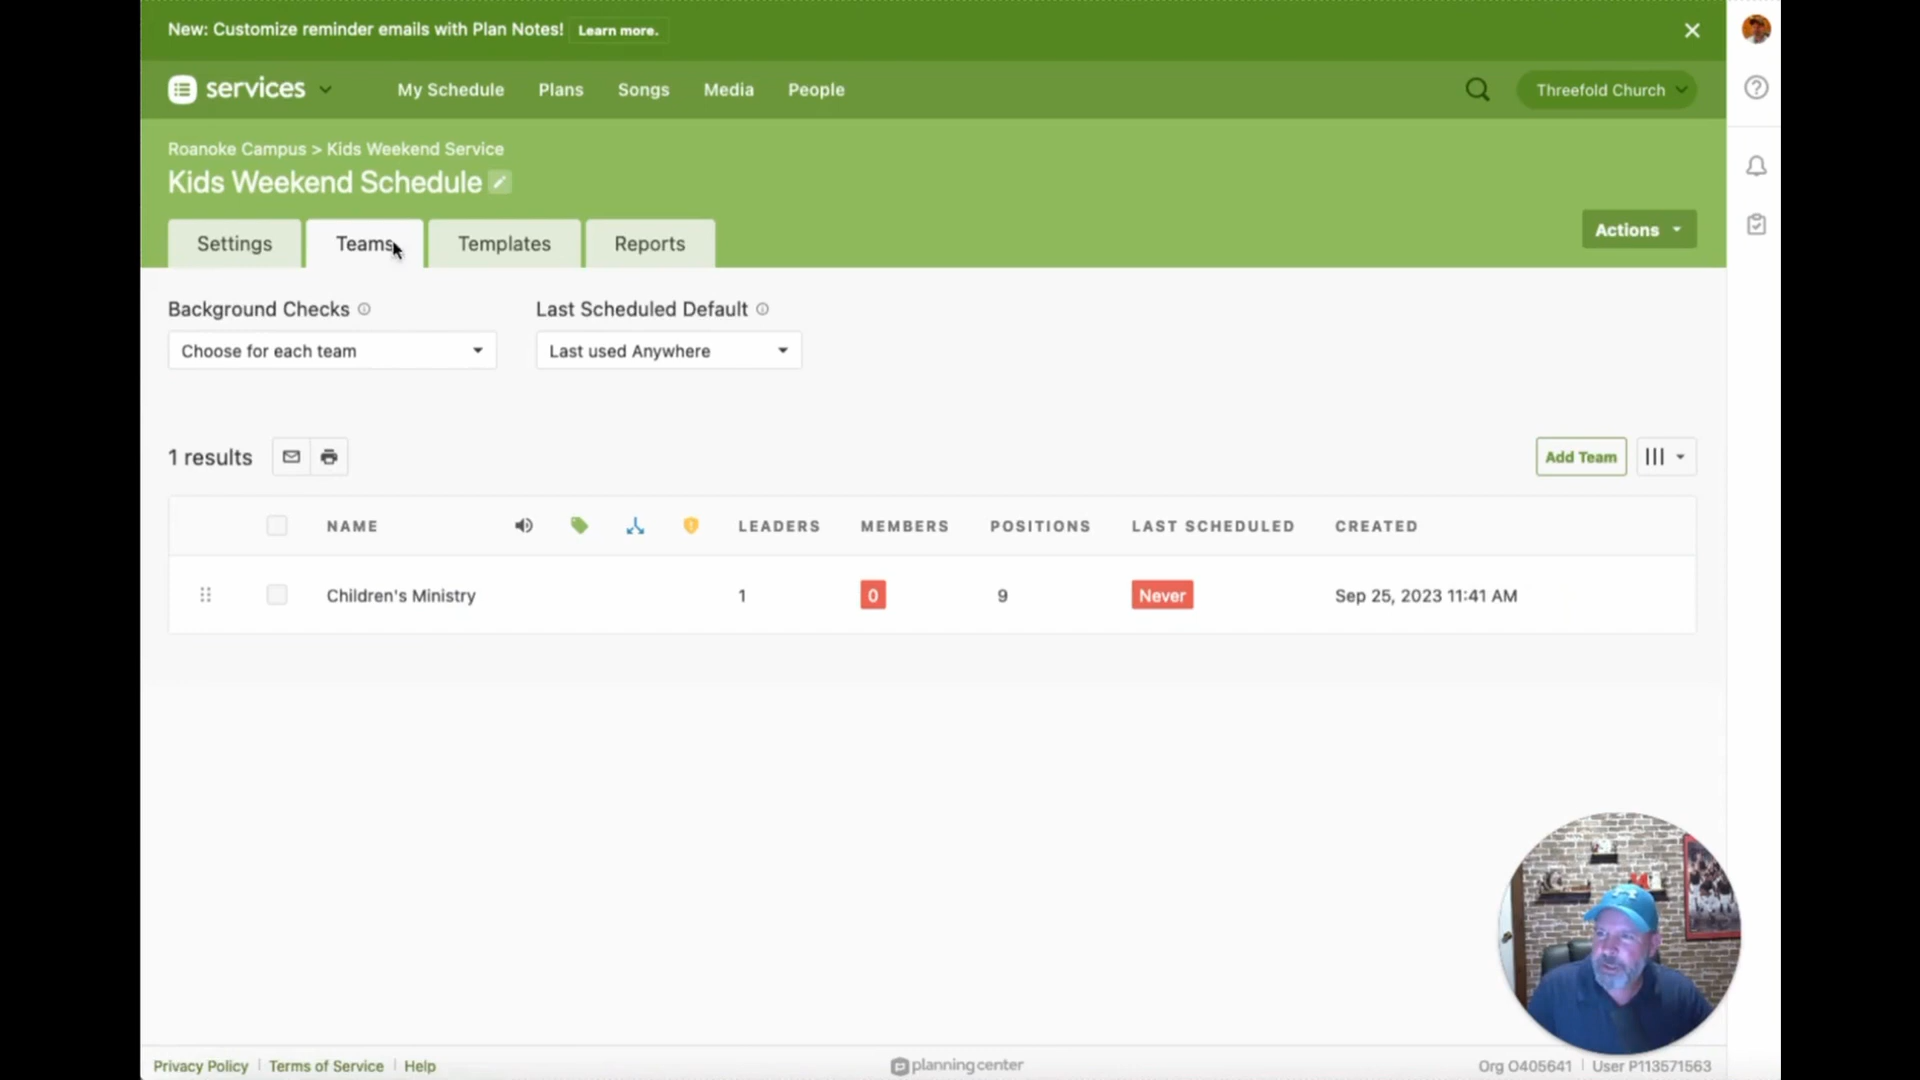 New: Customize reminder emails with Plan Notes! Learn more.
services My Schedule Plans Songs Media People Threefold Church
Roanoke Campus > Kids Weekend Service
Kids Weekend Schedule
Settings Teams Templates Reports Actions
Background Checks Last Scheduled Default
Choose for each team Last used Anywhere
1 results Add Team
NAME LEADERS MEMBERS POSITIONS LAST SCHEDULED CREATED
Children's Ministry 1 0 9 Never Sep 25, 2023 11:41 AM
Privacy Policy Terms of Service Help planning center Org O405641 User P113571563